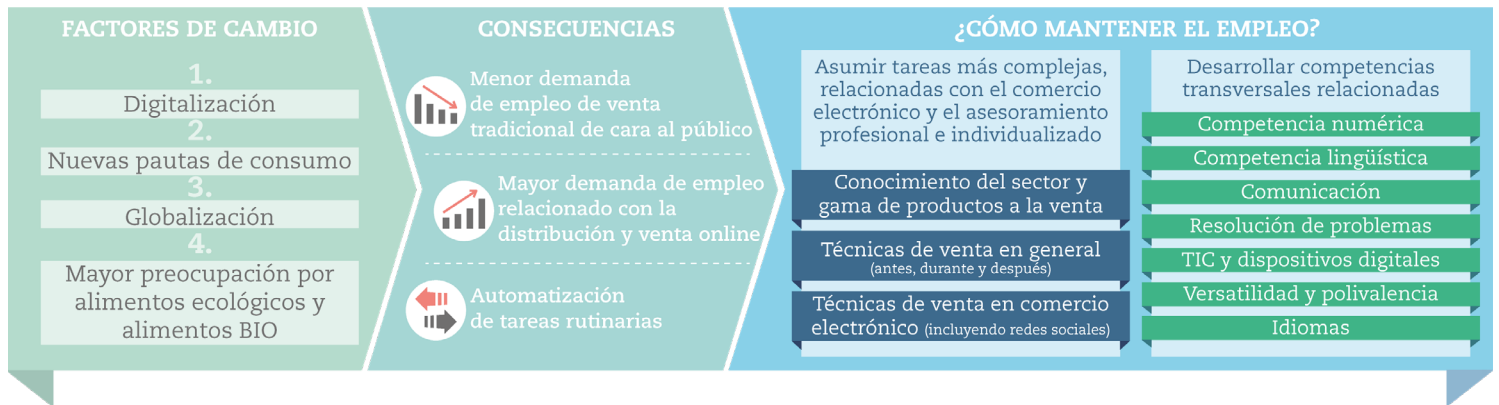 FACTORES DE CAMBIO
1.
Digitalización
2.
Nuevas pautas de consumo
3.
Globalización
4.
Mayor preocupación por
alimentos ecológicos y
alimentos BIO
CONSECUENCIAS
Menor demanda
de empleo de venta
tradicional de cara al público
Mayor demanda de empleo
relacionado con la
distribución y venta online
Automatización
de tareas rutinarias
¿CÓMO MANTENER EL EMPLEO?
Asumir tareas más complejas,
relacionadas con el comercio
electrónico y el asesoramiento
profesional e individualizado
Conocimiento del sector y
gama de productos a la venta
Técnicas de venta en general
(antes, durante y después)
Técnicas de venta en comercio
electrónico (incluyendo redes sociales)
Desarrollar competencias
transversales relacionadas
Competencia numérica
Competencia lingüística
Comunicación
Resolución de problemas
TIC y dispositivos digitales
Versatilidad y polivalencia
Idiomas